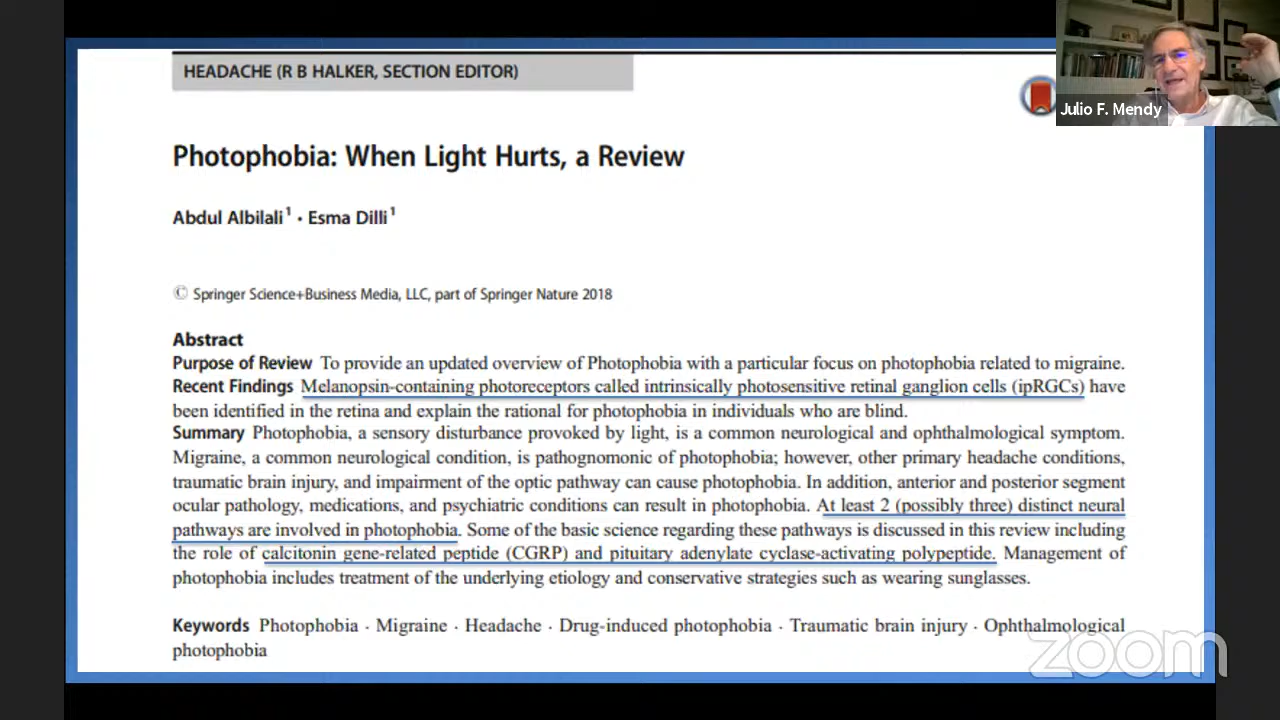 HEADACHE (R B HALKER, SECTION EDITOR)
Julio F. Mendy
Photophobia: When Light Hurts, a Review
Abdul Albilali1 · Esma Dilli1
© Springer Science+Business Media, LLC, part of Springer Nature 2018
Abstract
Purpose of Review To provide an updated overview of Photophobia with a particular focus on photophobia related to migraine.
Recent Findings Melanopsin-containing photoreceptors called intrinsically photosensitive retinal ganglion cells (ipRGCs) have
been identified in the retina and explain the rational for photophobia in individuals who are blind.
Summary Photophobia, a sensory disturbance provoked by light, is a common neurological and ophthalmological symptom.
Migraine, a common neurological condition, is pathognomonic of photophobia; however, other primary headache conditions,
traumatic brain injury, and impairment of the optic pathway can cause photophobia. In addition, anterior and posterior segment
ocular pathology, medications, and psychiatric conditions can result in photophobia. At least 2 (possibly three) distinct neural
pathways are involved in photophobia. Some of the basic science regarding these pathways is discussed in this review including
the role of calcitonin gene-related peptide (CGRP) and pituitary adenylate cyclase-activating polypeptide. Management of
photophobia includes treatment of the underlying etiology and conservative strategies such as wearing sunglasses.
Keywords Photophobia · Migraine · Headache · Drug-induced photophobia · Traumatic brain injury · Ophthalmological
photophobia
zoom